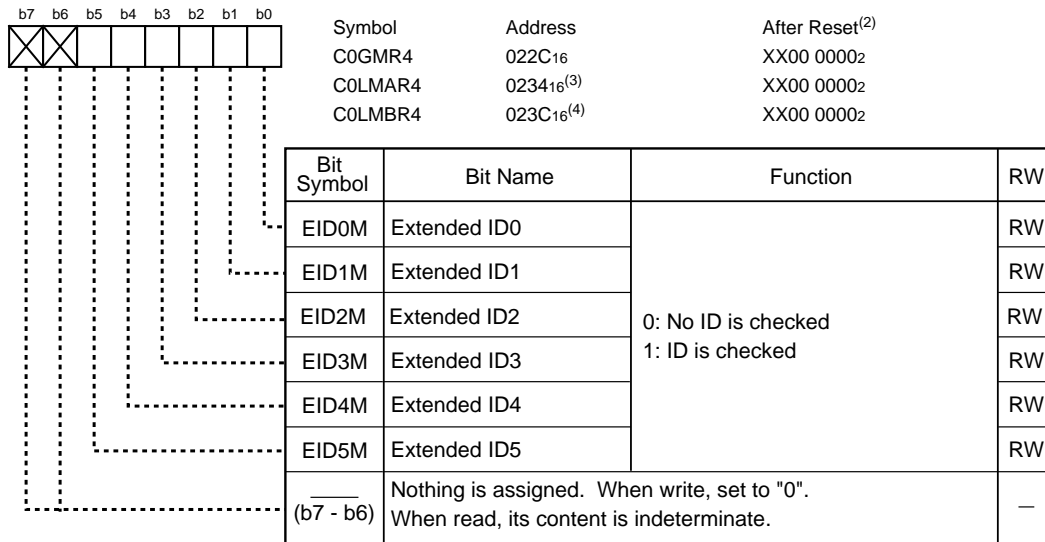 b7 b6 b5 b4 b3 b2 b1 b0
Symbol Address After Reset(2)
C0GMR4 022C16 XX00 00002
C0LMAR4 023416(3) XX00 00002
C0LMBR4 023C16(4) XX00 00002
Bit Symbol Bit Name Function RW
EID0M Extended ID0 RW
EID1M Extended ID1 RW
EID2M Extended ID2 0: No ID is checked RW
1: ID is checked
EID3M Extended ID3 RW
EID4M Extended ID4 RW
EID5M Extended ID5 RW
Nothing is assigned. When write, set to "0".
(b7 - b6) When read, its content is indeterminate. —